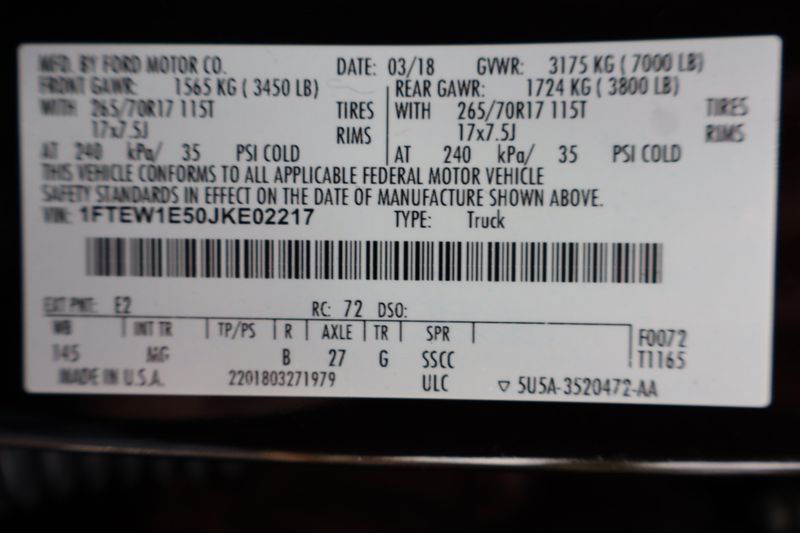 MFD. BY FORD MOTOR CO. DATE: 03/18 GVWR: 3175 KG ( 7000 LB)
FRONT GAWR: 1565 KG ( 3450 LB) REAR GAWR: 1724 KG ( 3800 LB)
WITH 265/70R17 115T TIRES WITH 265/70R17 115T TIRES
17x7.5J RIMS 17x7.5J RIMS
AT 240 kPa/ 35 PSI COLD AT 240 kPa/ 35 PSI COLD
THIS VEHICLE CONFORMS TO ALL APPLICABLE FEDERAL MOTOR VEHICLE
SAFETY STANDARDS IN EFFECT ON THE DATE OF MANUFACTURE SHOWN ABOVE.
VIN: 1FTEW1E50JKE02217 TYPE: Truck
EXT PNT: E2 RC: 72 DSO:
WB INT TR TP/PS R AXLE TR SPR F0072
145 MG B 27 G SSCC T1165
MADE IN U.S.A. 2201803271979 ULC ▽ 5U5A-3520472-AA